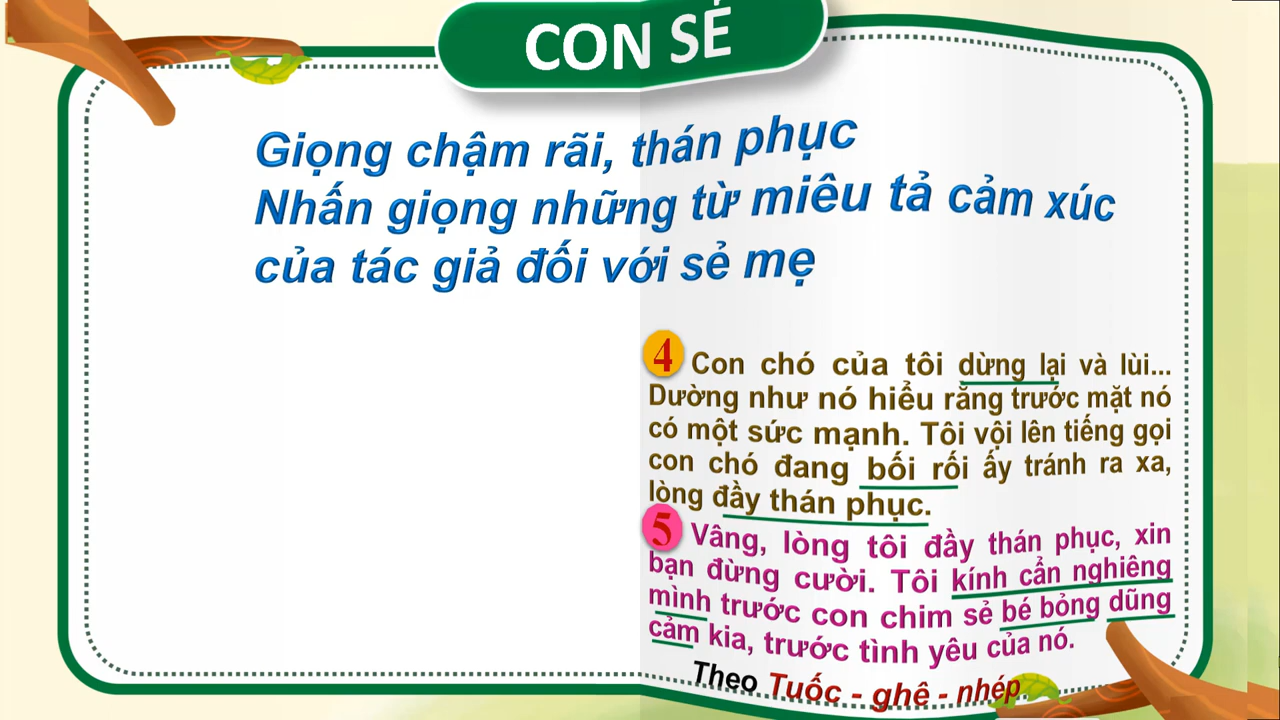 CON SẺ
Giọng chậm rãi, thán phục
Nhấn giọng những từ miêu tả cảm xúc
của tác giả đối với sẻ mẹ
4 Con chó của tôi dừng lại và lùi...
Dường như nó hiểu rằng trước mặt nó
có một sức mạnh. Tôi vội lên tiếng gọi
con chó đang bối rối ấy tránh ra xa,
lòng đầy thán phục.
5 Vâng, lòng tôi đầy thán phục, xin
bạn đừng cười. Tôi kính cẩn nghiêng
mình trước con chim sẻ bé bỏng dũng
cảm kia, trước tình yêu của nó.
Theo Tuốc - ghê - nhép